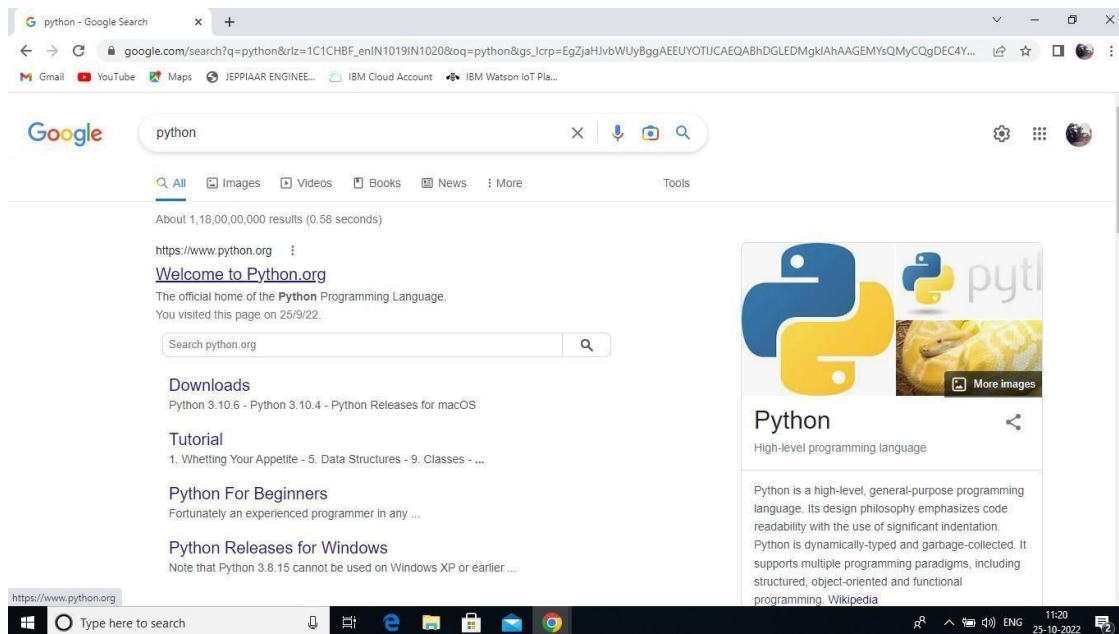 python - Google Search
google.com/search?q=python&rlz=1C1CHBF_enIN1019IN1020&oq=python&gs_lcrp=EgZjaHJvbWUyBggAEEUYOTIJCAEQABhDGLEDMgkIAhAAGEMYsQMyCQgDEC4Y...
Gmail YouTube Maps JEPPIAAR ENGINEE... IBM Cloud Account IBM Watson IoT Pla...
Google
python
All Images Videos Books News More Tools
About 1,18,00,00,000 results (0.58 seconds)
https://www.python.org
Welcome to Python.org
The official home of the Python Programming Language.
You visited this page on 25/9/22.
Search python.org
Downloads
Python 3.10.6 - Python 3.10.4 - Python Releases for macOS
Tutorial
1. Whetting Your Appetite - 5. Data Structures - 9. Classes - ...
Python For Beginners
Fortunately an experienced programmer in any ...
Python Releases for Windows
Note that Python 3.8.15 cannot be used on Windows XP or earlier ...
pyth
More images
Python
High-level programming language
Python is a high-level, general-purpose programming
language. Its design philosophy emphasizes code
readability with the use of significant indentation.
Python is dynamically-typed and garbage-collected. It
supports multiple programming paradigms, including
structured, object-oriented and functional
programming. Wikipedia
https://www.python.org
Type here to search
ENG
11:20
25-10-2022
2